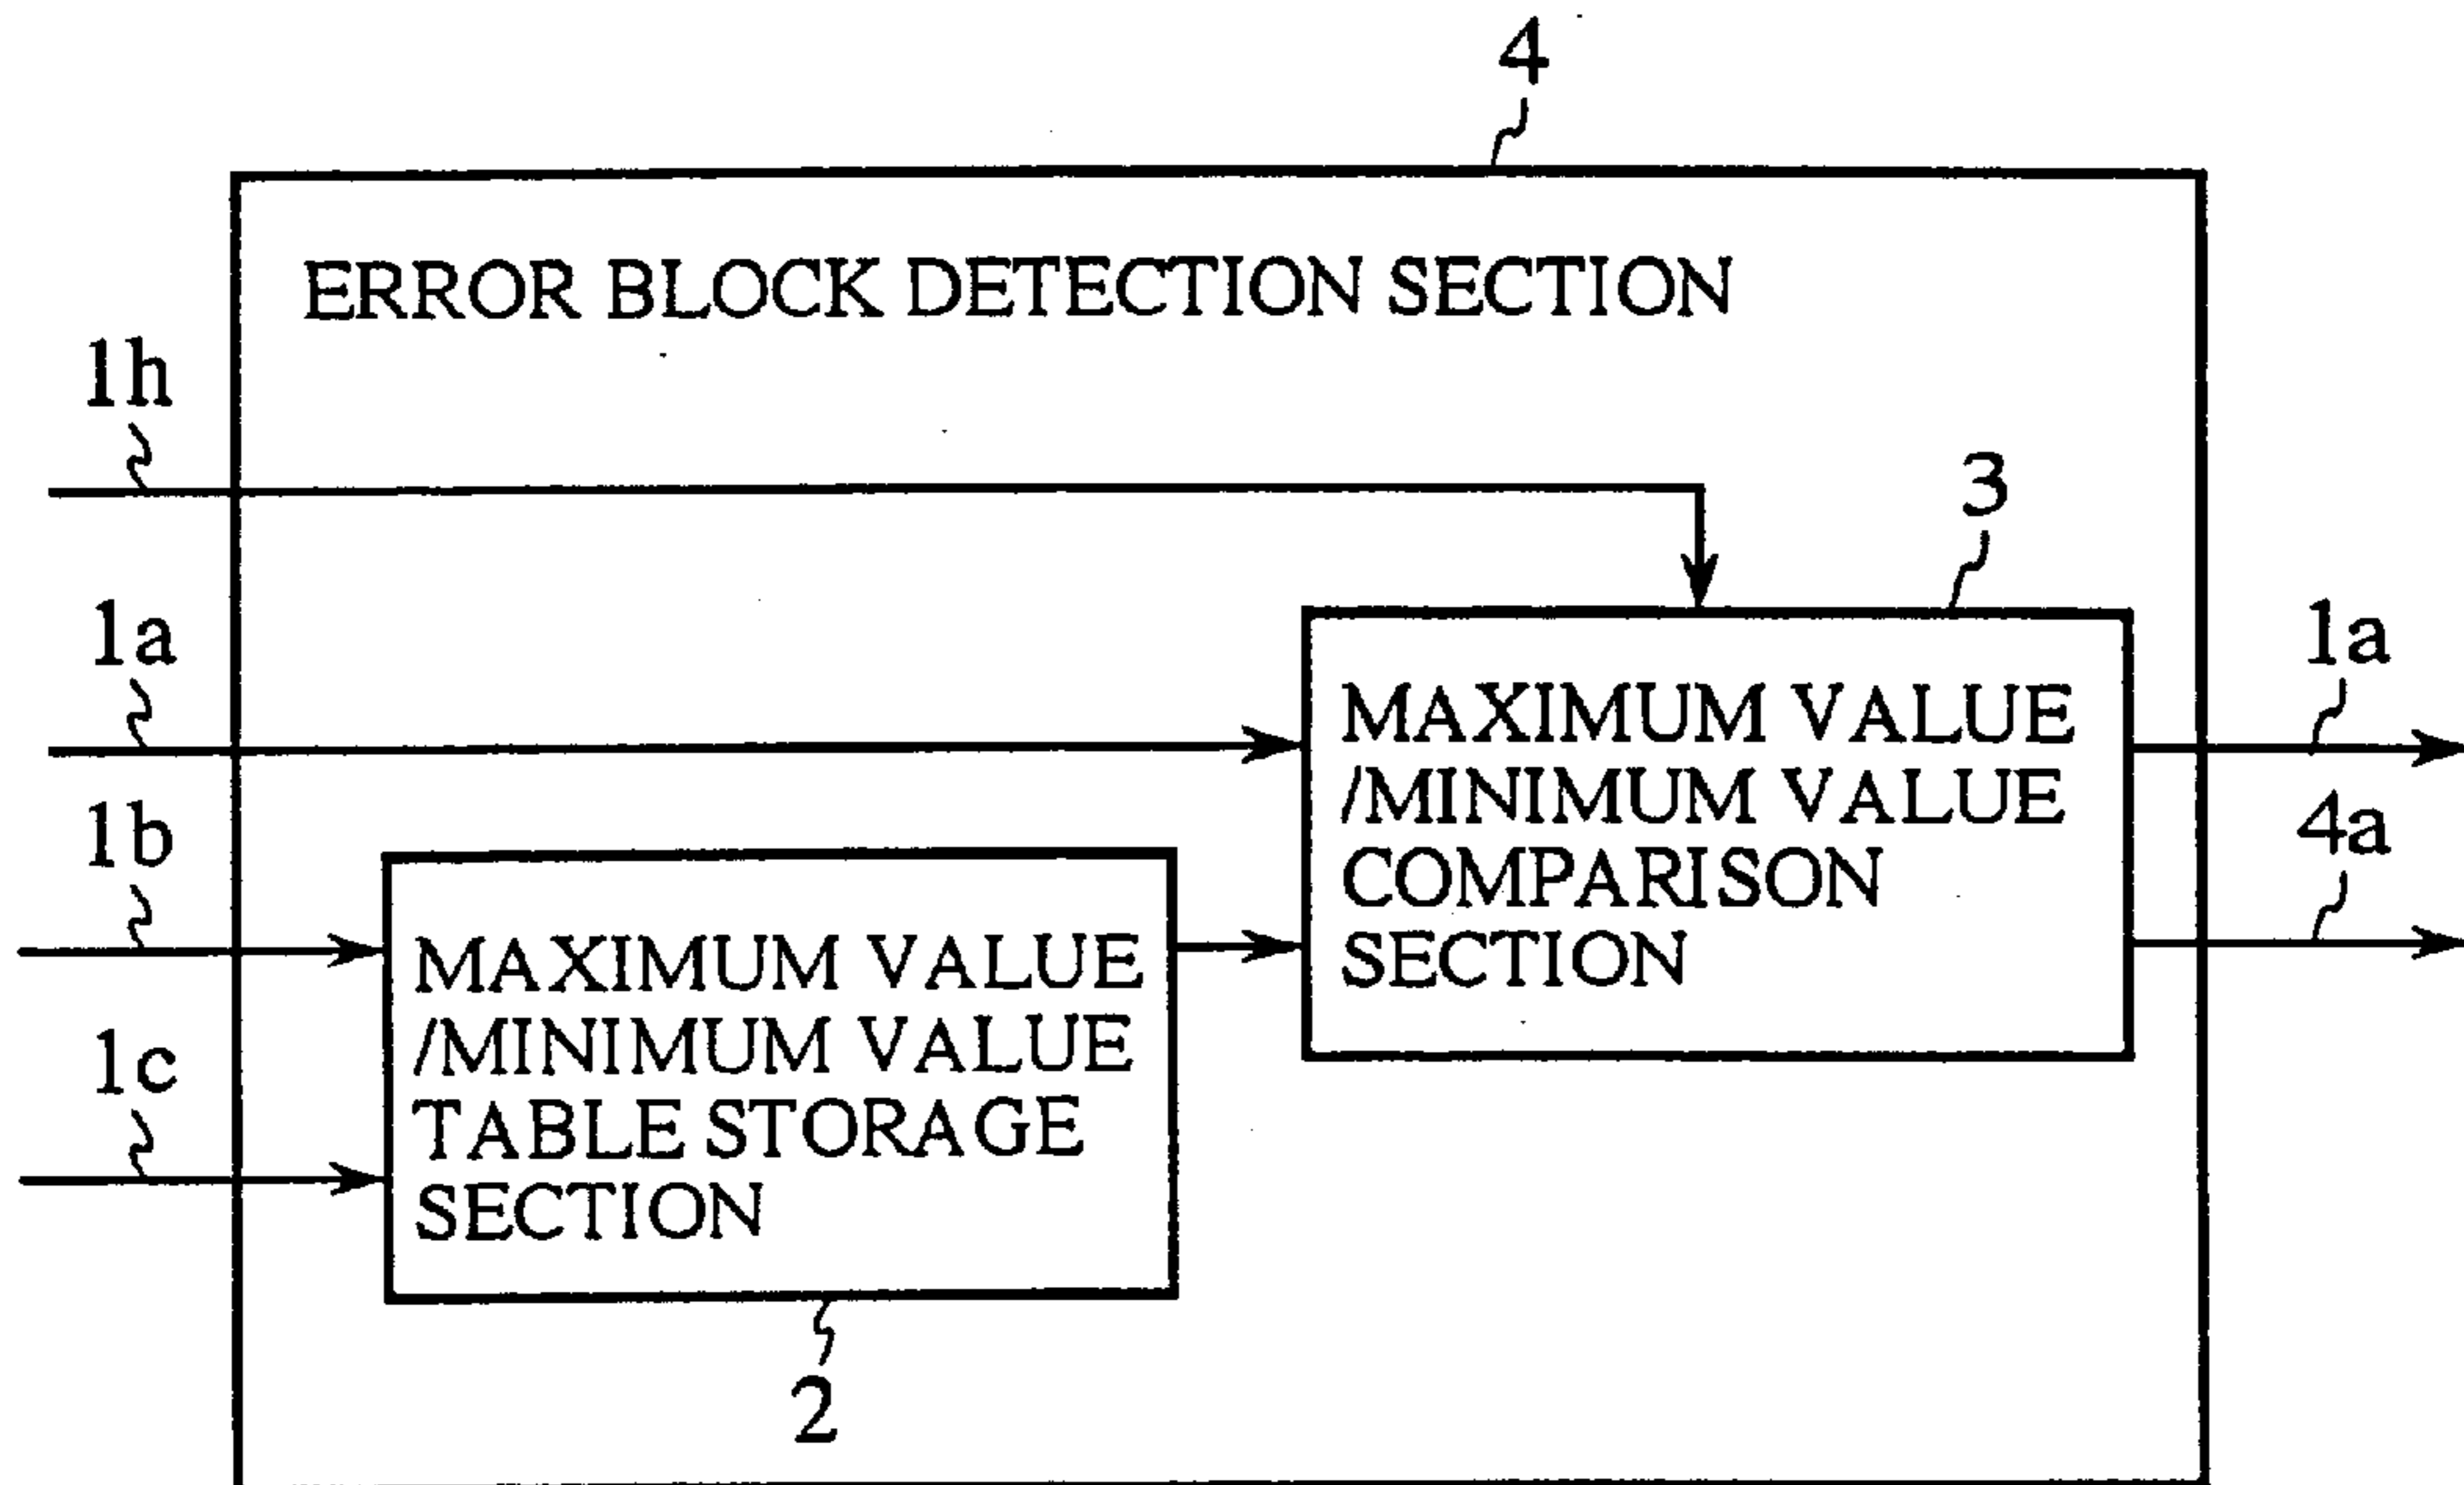 4
ERROR BLOCK DETECTION SECTION
1h
3
1a
1a
MAXIMUM VALUE
/MINIMUM VALUE
COMPARISON
SECTION
1b
4a
MAXIMUM VALUE
/MINIMUM VALUE
TABLE STORAGE
SECTION
1c
2